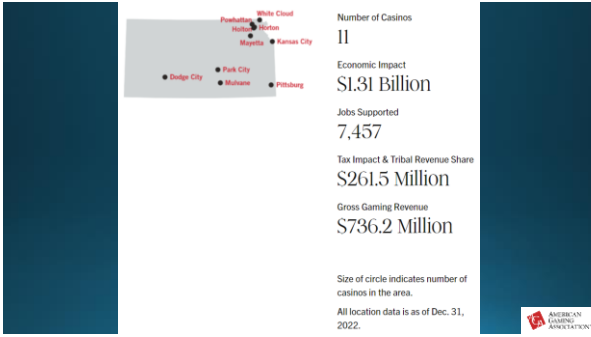 White Cloud
Powhattan
Holton
Horton
Mayetta
Kansas City
Park City
Dodge City
Mulvane
Pittsburg
Number of Casinos
11
Economic Impact
$1.31 Billion
Jobs Supported
7,457
Tax Impact & Tribal Revenue Share
$261.5 Million
Gross Gaming Revenue
$736.2 Million
Size of circle indicates number of
casinos in the area.
All location data is as of Dec. 31,
2022.
AMERICAN
GAMING
ASSOCIATION